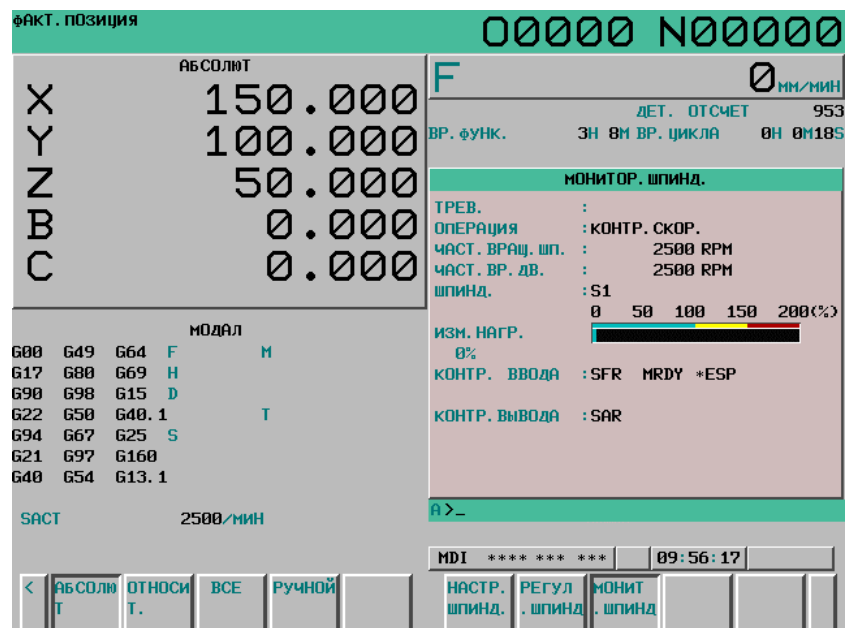 ФАКТ.ПОЗИЦИЯ
O0000 N00000
АБСОЛЮТ
X 150.000
Y 100.000
Z 50.000
B 0.000
C 0.000
F 0 ММ/МИН
ДЕТ. ОТСЧЕТ 953
ВР.ФУНК. 3H 8M ВР.ЦИКЛА 0H 0M18S
МОНИТОР.ШПИНД.
ТРЕВ. :
ОПЕРАЦИЯ :КОНТР.СКОР.
ЧАСТ.ВРАЩ.ШП. : 2500 RPM
ЧАСТ.ВР.ДВ. : 2500 RPM
ШПИНД. :S1
0 50 100 150 200(%)
ИЗМ.НАГР.
0%
КОНТР. ВВОДА :SFR MRDY *ESP
КОНТР.ВЫВОДА :SAR
МОДАЛ
G00 G49 G64 F M
G17 G80 G69 H
G90 G98 G15 D
G22 G50 G40.1 T
G94 G67 G25 S
G21 G97 G160
G40 G54 G13.1
SACT 2500/МИН
A>_
MDI **** *** *** 09:56:17
< АБСОЛЮ ОТНОСИ ВСЕ РУЧНОЙ НАСТР. РЕГУЛ МОНИТ
Т Т. ШПИНД. .ШПИНД .ШПИНД